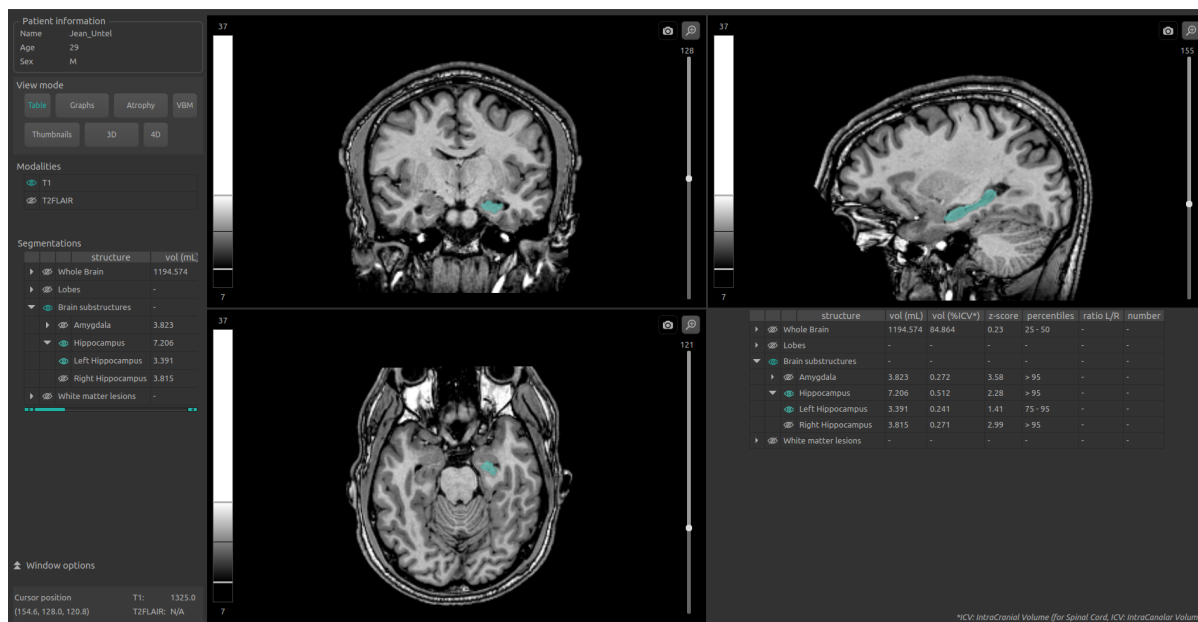 Patient information
Name Jean_Untel
Age 29
Sex M
View mode
Table Graphs Atrophy VBM
Thumbnails 3D 4D
Modalities
T1
T2FLAIR
Segmentations
structure vol (mL
Whole Brain 1194.574
Lobes -
Brain substructures -
Amygdala 3.823
Hippocampus 7.206
Left Hippocampus 3.391
Right Hippocampus 3.815
White matter lesions -
Window options
Cursor position T1: 1325.0
(154.6, 128.0, 120.8) T2FLAIR: N/A
37
128
7
37
155
7
37
121
7
structure vol (mL) vol (%ICV*) z-score percentiles ratio L/R number
Whole Brain 1194.574 84.864 0.23 25 - 50 - -
Lobes - - - - - -
Brain substructures - - - - - -
Amygdala 3.823 0.272 3.58 > 95 - -
Hippocampus 7.206 0.512 2.28 > 95 - -
Left Hippocampus 3.391 0.241 1.41 75 - 95 - -
Right Hippocampus 3.815 0.271 2.99 > 95 - -
White matter lesions - - - - - -
*ICV: IntraCranial Volume (for Spinal Cord, ICV: IntraCanalar Volum